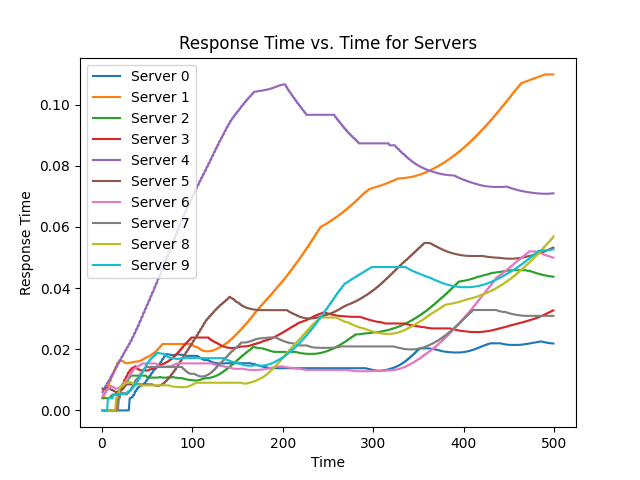 Response Time vs. Time for Servers
Server 0
Server 1
Server 2
Server 3
Server 4
Server 5
Server 6
Server 7
Server 8
Server 9
0.10
0.08
0.06
0.04
0.02
0.00
Response Time
0
100
200
300
400
500
Time